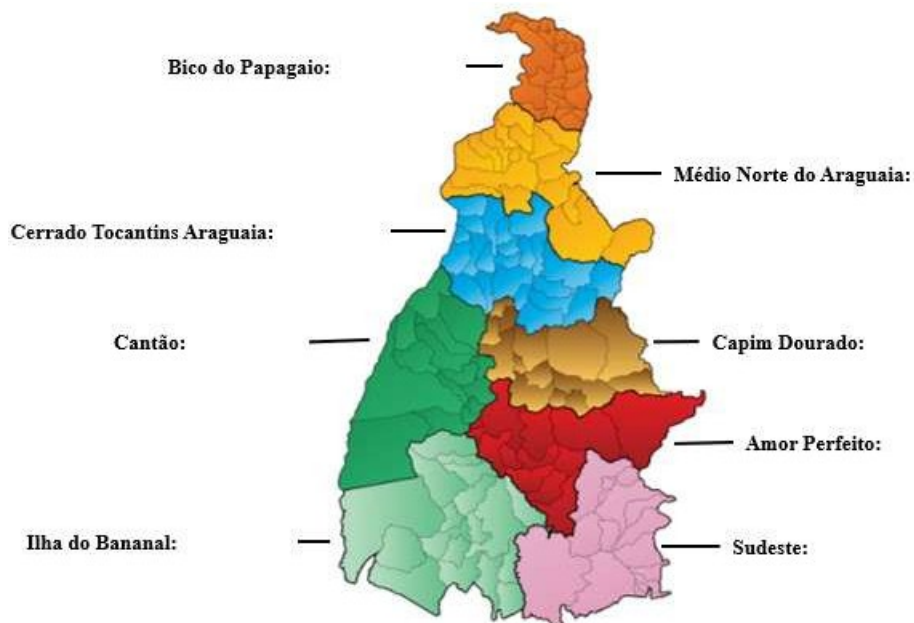 Bico do Papagaio:
Médio Norte do Araguaia:
Cerrado Tocantins Araguaia:
Cantão:
Capim Dourado:
Amor Perfeito:
Ilha do Bananal:
Sudeste: